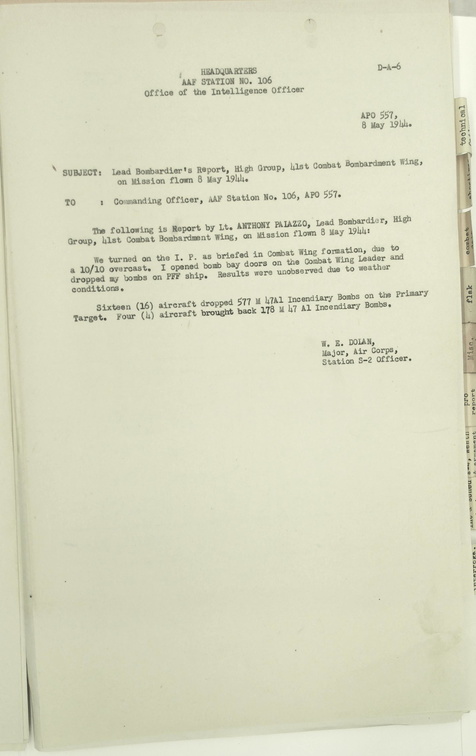 HEADQUARTERS
AAF STATION NO. 106
Office of the Intelligence Officer
D-A-6
APO 557,
8 May 1944.
SUBJECT: Lead Bombardier's Report, High Group, 41st Combat Bombardment Wing,
on Mission flown 8 May 1944.
TO : Commanding Officer, AAF Station No. 106, APO 557.
The following is Report by Lt. ANTHONY PALAZZO, Lead Bombardier, High
Group, 41st Combat Bombardment Wing, on Mission flown 8 May 1944:
We turned on the I. P. as briefed in Combat Wing formation, due to
a 10/10 overcast. I opened bomb bay doors on the Combat Wing Leader and
dropped my bombs on PFF ship. Results were unobserved due to weather
conditions.
Sixteen (16) aircraft dropped 577 M 47A1 Incendiary Bombs on the Primary
Target. Four (4) aircraft brought back 178 M 47 A1 Incendiary Bombs.
W. E. DOLAN,
Major, Air Corps,
Station S-2 Officer.
technical
combat
flak
Misc.
pro
report